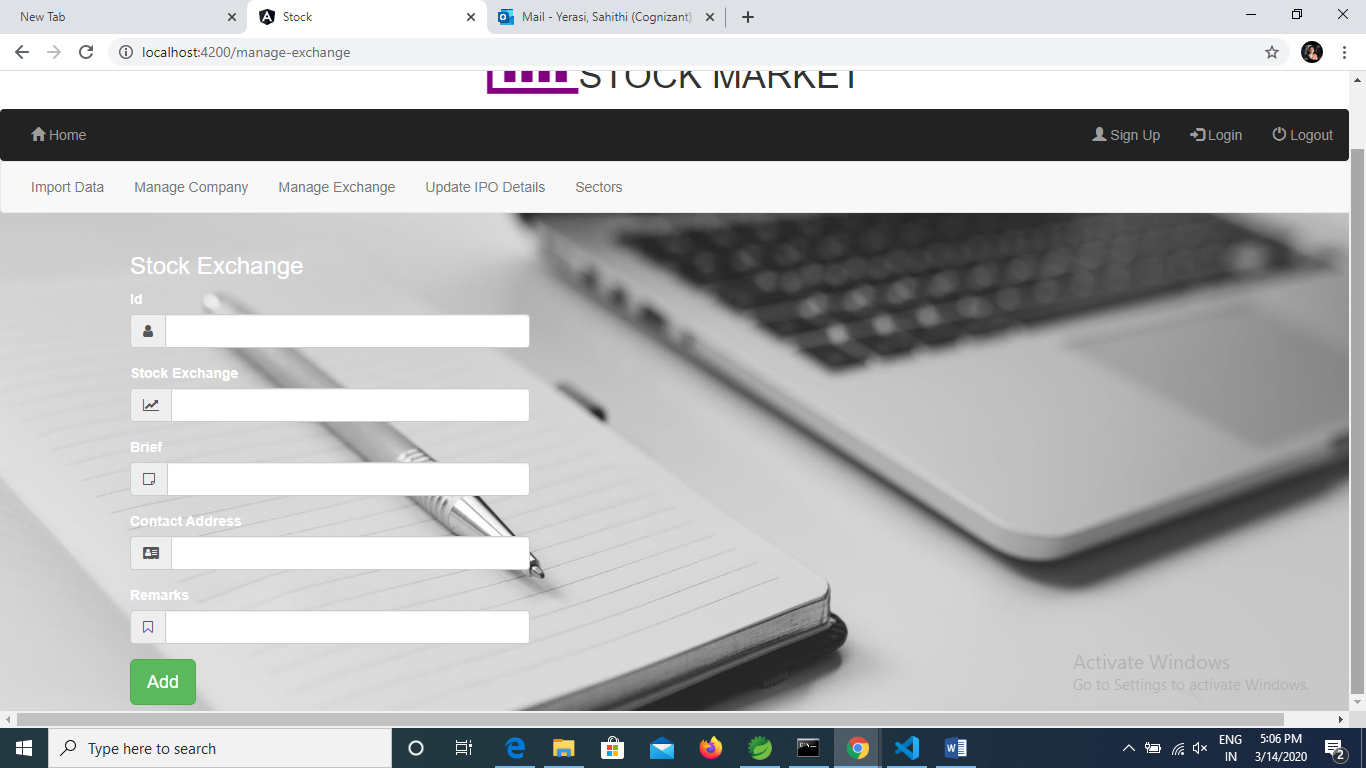 New Tab
Stock
Mail - Yerasi, Sahithi (Cognizant)
localhost:4200/manage-exchange
STOCK MARKET
Home
Sign Up
Login
Logout
Import Data
Manage Company
Manage Exchange
Update IPO Details
Sectors
Stock Exchange
Id
Stock Exchange
Brief
Contact Address
Remarks
Add
Activate Windows
Go to Settings to activate Windows.
Type here to search
ENG
IN
5:06 PM
3/14/2020
2